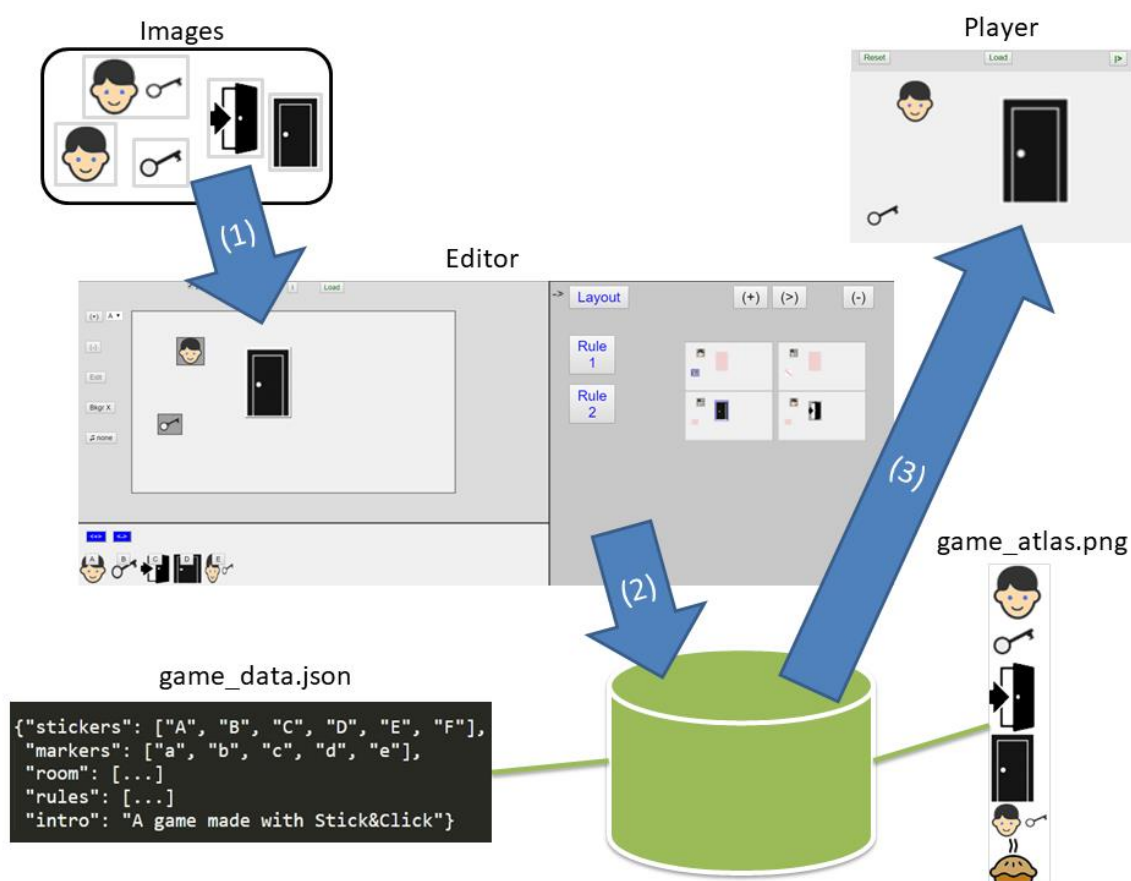 Images
Player
Reset
Load
|>
(1)
Editor
Load
-> Layout
(+)
(>)
(-)
(+) A ▾
(-)
Edit
Bkgr X
♫ none
Rule
1
Rule
2
(3)
<+>
<->
A
B
C
D
E
(2)
game_atlas.png
game_data.json
{"stickers": ["A", "B", "C", "D", "E", "F"],
"markers": ["a", "b", "c", "d", "e"],
"room": [...]
"rules": [...]
"intro": "A game made with Stick&Click"}